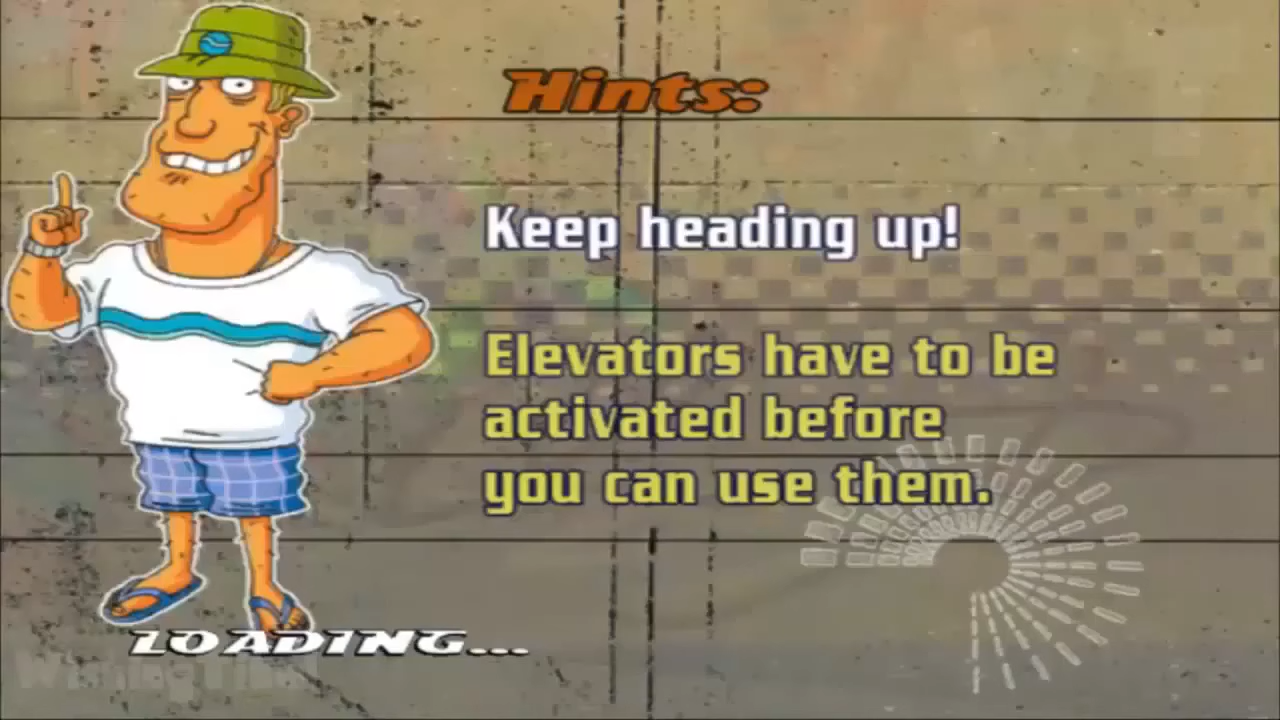 Hints:
Keep heading up!
Elevators have to be
activated before
you can use them.
LOADING...